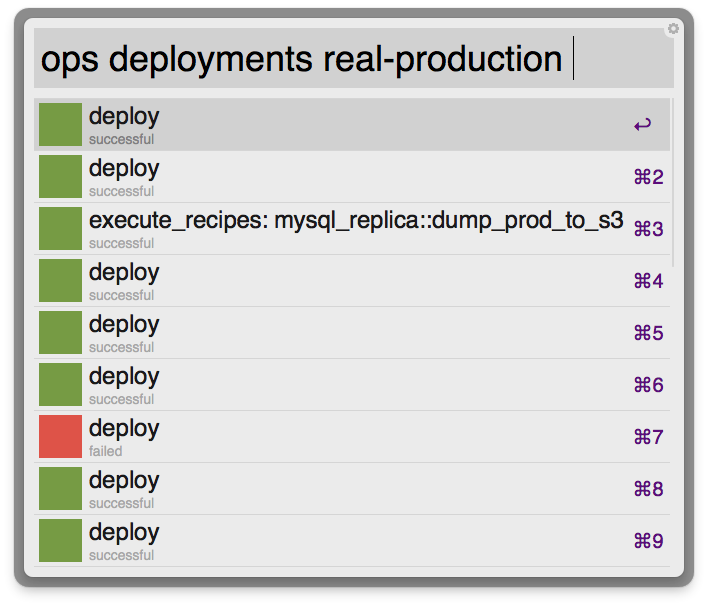 ops deployments real-production
deploy
successful
↩
deploy
successful
⌘2
execute_recipes: mysql_replica::dump_prod_to_s3
successful
⌘3
deploy
successful
⌘4
deploy
successful
⌘5
deploy
successful
⌘6
deploy
failed
⌘7
deploy
successful
⌘8
deploy
successful
⌘9